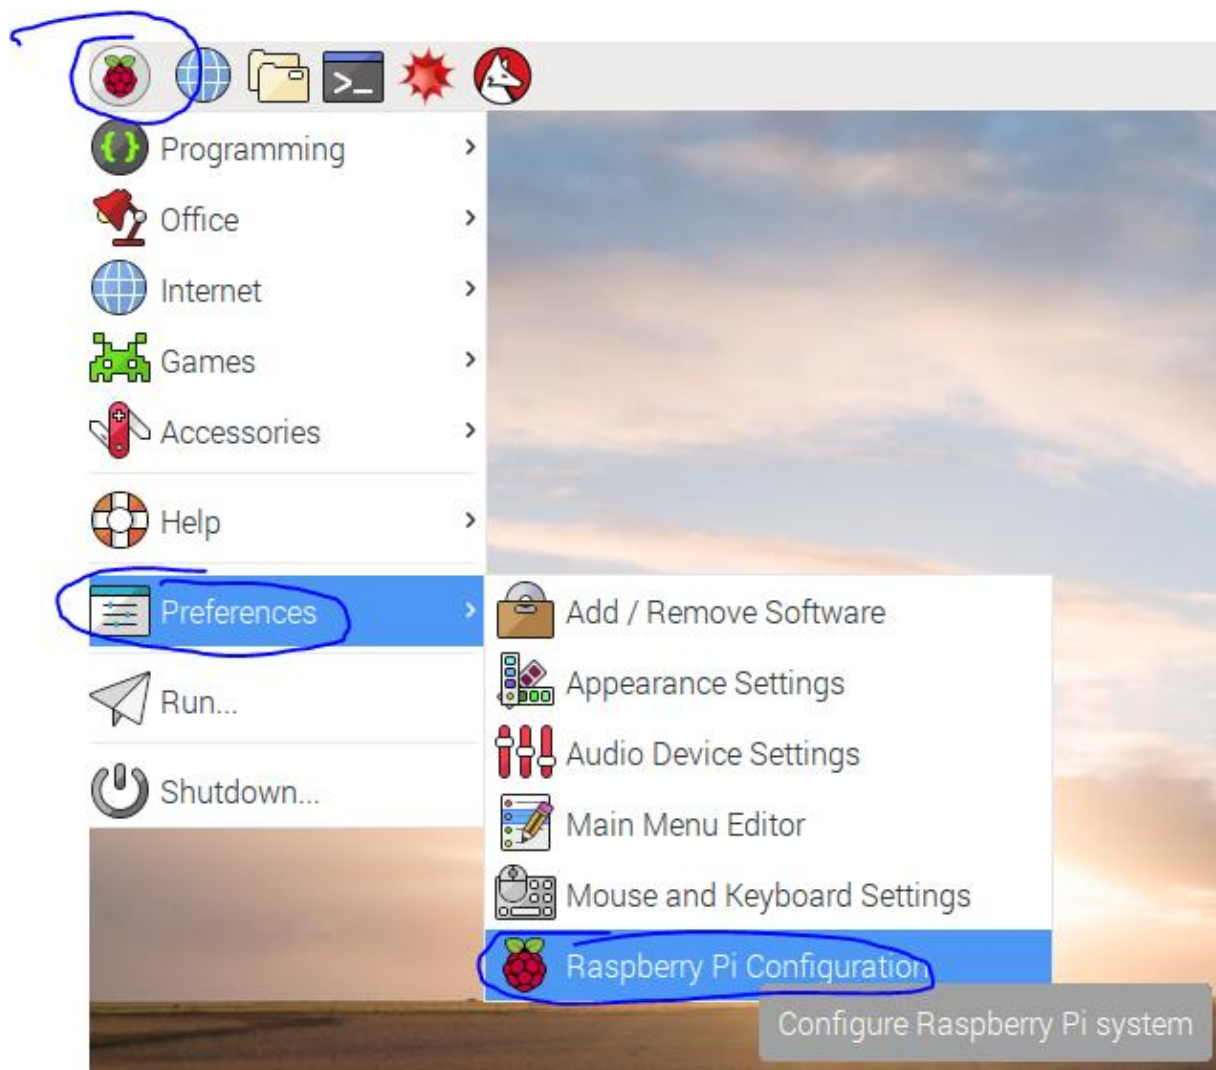 Programming
Office
Internet
Games
Accessories
Help
Preferences
Run...
Shutdown...
Add / Remove Software
Appearance Settings
Audio Device Settings
Main Menu Editor
Mouse and Keyboard Settings
Raspberry Pi Configuration
Configure Raspberry Pi system